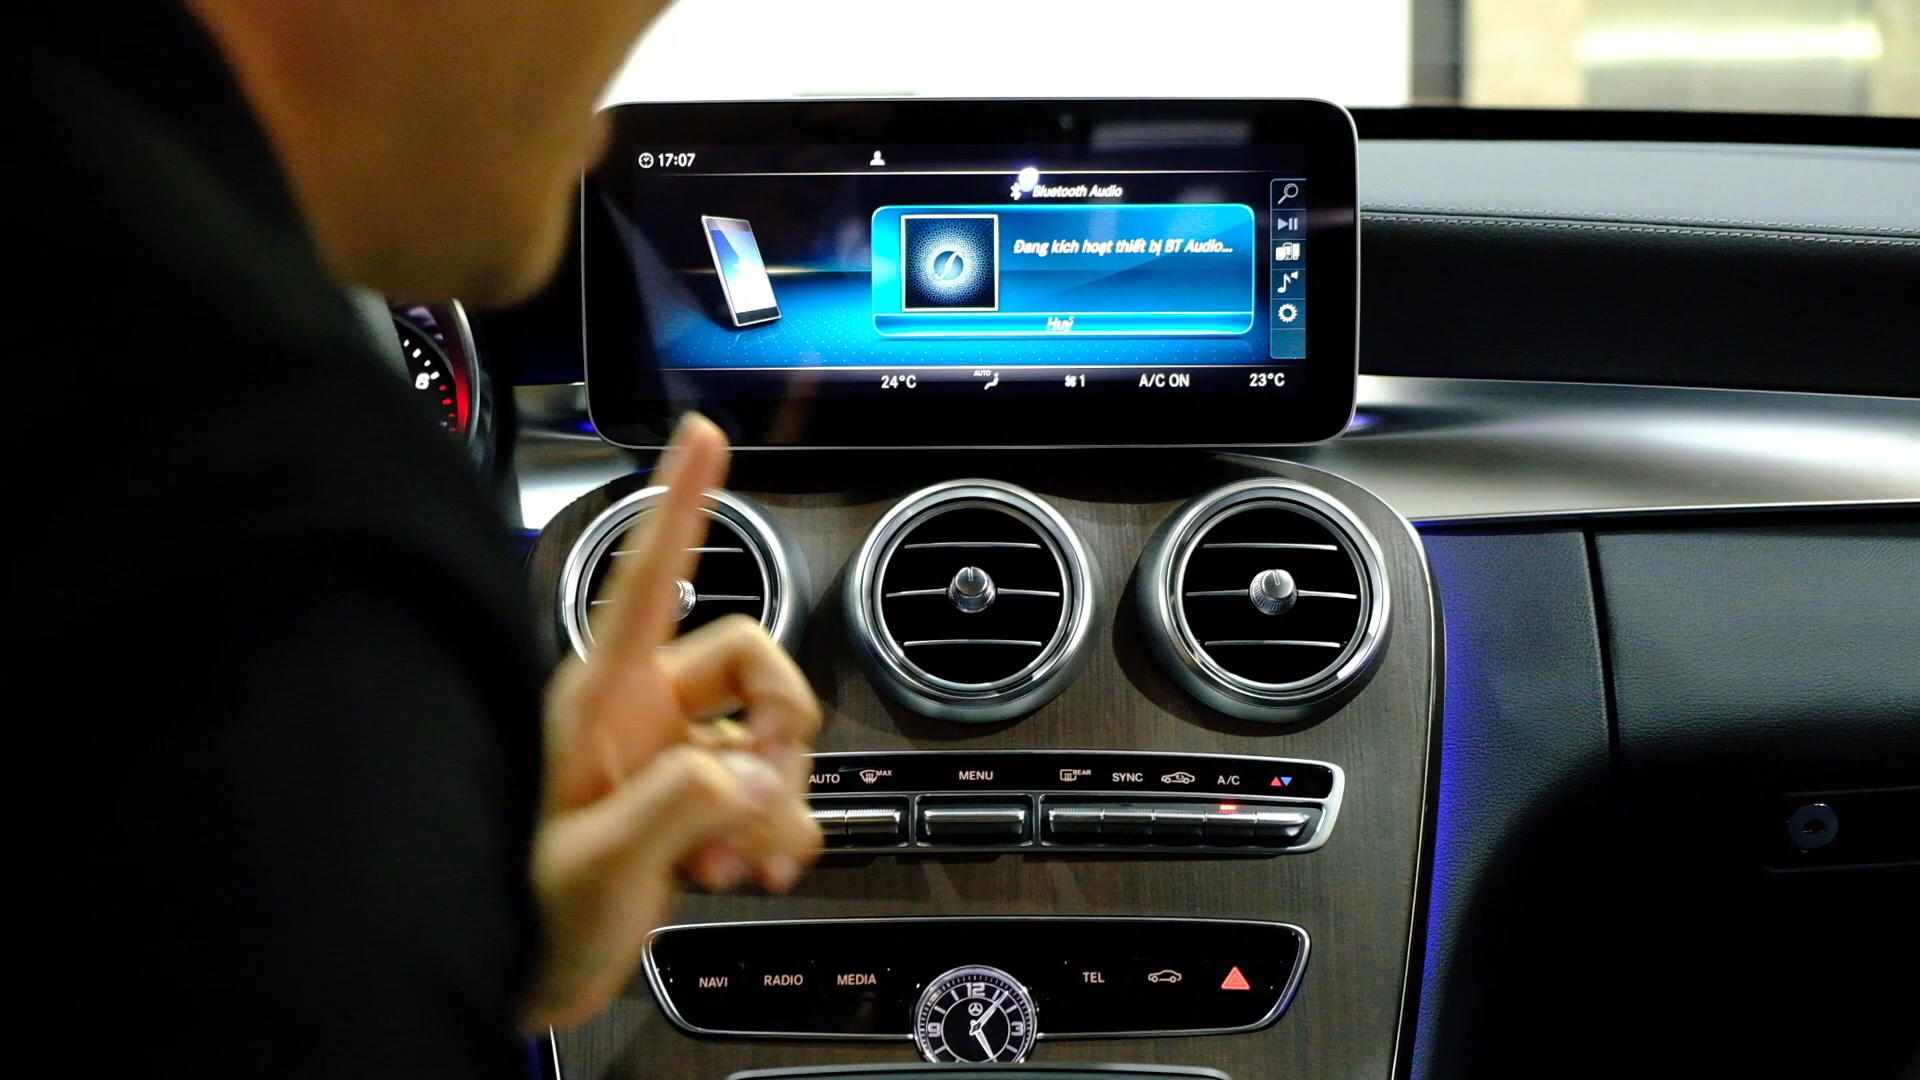 17:07
Bluetooth Audio
Đang kích hoạt thiết bị BT Audio...
Huỷ
24°C AUTO 1 A/C ON 23°C
6
AUTO MAX MENU REAR SYNC A/C
NAVI RADIO MEDIA TEL
12
9 3